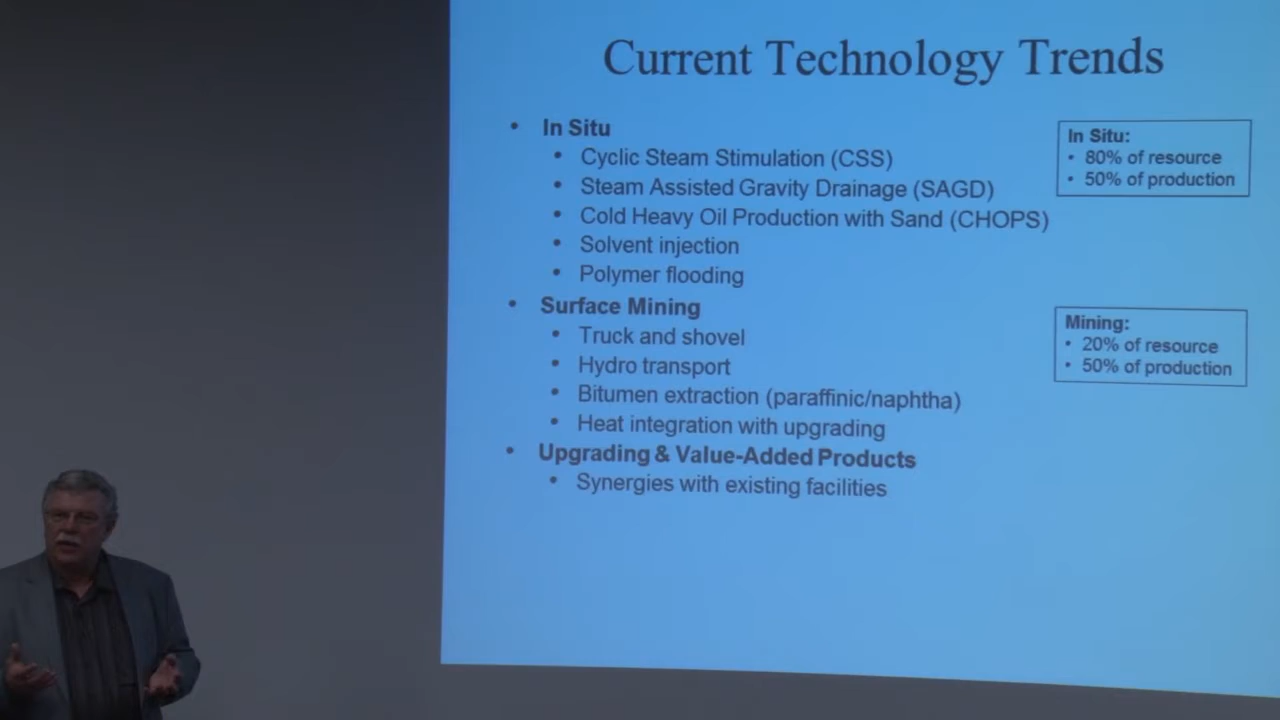 Current Technology Trends
• In Situ
• Cyclic Steam Stimulation (CSS)
• Steam Assisted Gravity Drainage (SAGD)
• Cold Heavy Oil Production with Sand (CHOPS)
• Solvent injection
• Polymer flooding
In Situ:
• 80% of resource
• 50% of production
• Surface Mining
• Truck and shovel
• Hydro transport
• Bitumen extraction (paraffinic/naphtha)
• Heat integration with upgrading
Mining:
• 20% of resource
• 50% of production
• Upgrading & Value-Added Products
• Synergies with existing facilities